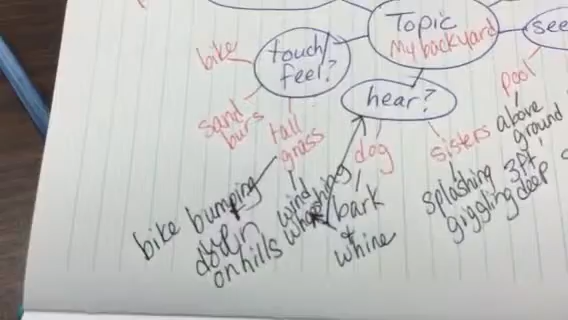 Topic
My backyard
see
touch/
feel?
bike
sand
burs
tall
grass
hear?
dog
sisters
pool
above
ground
3ft
deep
bike bumping
down
on hills
wind
bark
+
whine
splashing
giggling